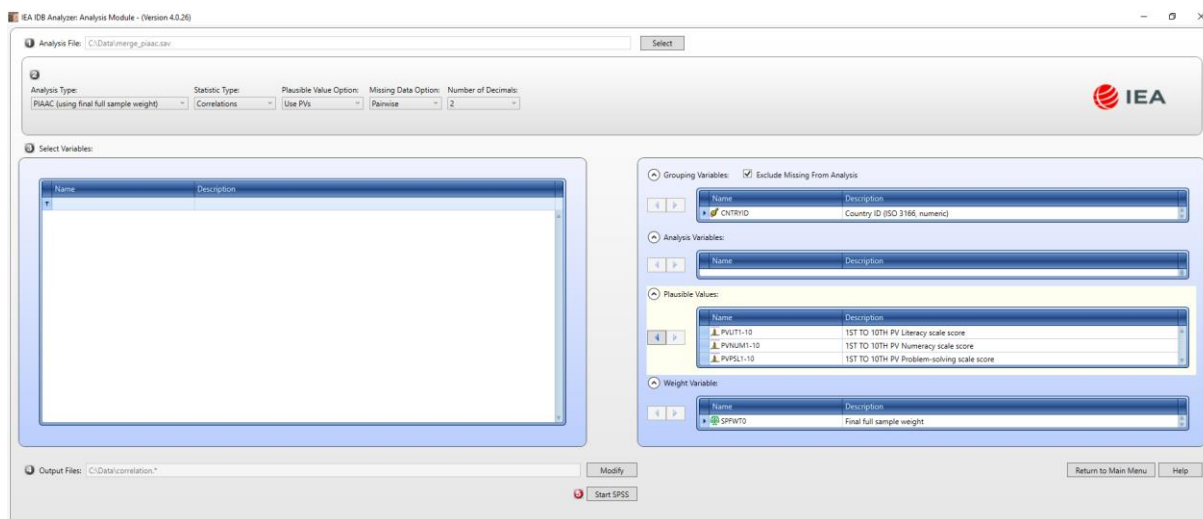 IEA IDB Analyzer: Analysis Module - (Version 4.0.26)
1 Analysis File: C:\Data\merge_piaac.sav Select
2
Analysis Type: Statistic Type: Plausible Value Option: Missing Data Option: Number of Decimals:
PIAAC (using final full sample weight) Correlations Use PVs Pairwise 2
IEA
3 Select Variables:
Name Description
Grouping Variables: Exclude Missing From Analysis
Name Description
CNTRYID Country ID (ISO 3166, numeric)
Analysis Variables:
Name Description
Plausible Values:
Name Description
PVLIT1-10 1ST TO 10TH PV Literacy scale score
PVNUM1-10 1ST TO 10TH PV Numeracy scale score
PVPSL1-10 1ST TO 10TH PV Problem-solving scale score
Weight Variable:
Name Description
SPFWT0 Final full sample weight
4 Output Files: C:\Data\correlation.* Modify
Return to Main Menu Help
5 Start SPSS